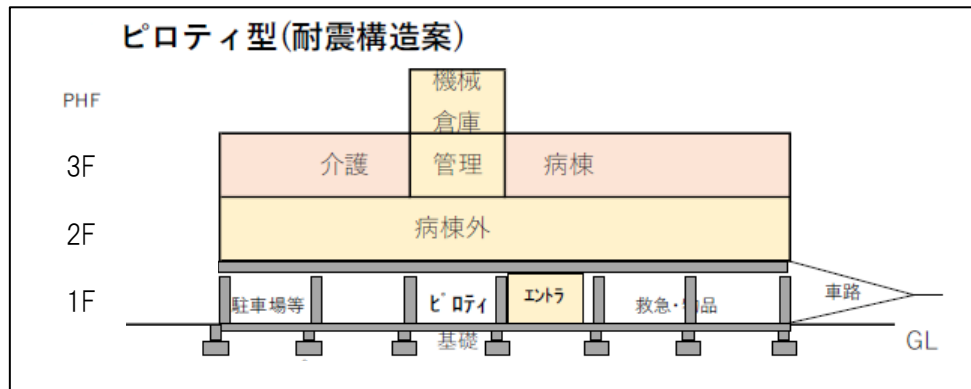 ピロティ型(耐震構造案)
機械
PHF
倉庫
3F 介護 管理 病棟
2F 病棟外
1F 駐車場等 ピロティ エントラ 救急・物品 車路
基礎 GL